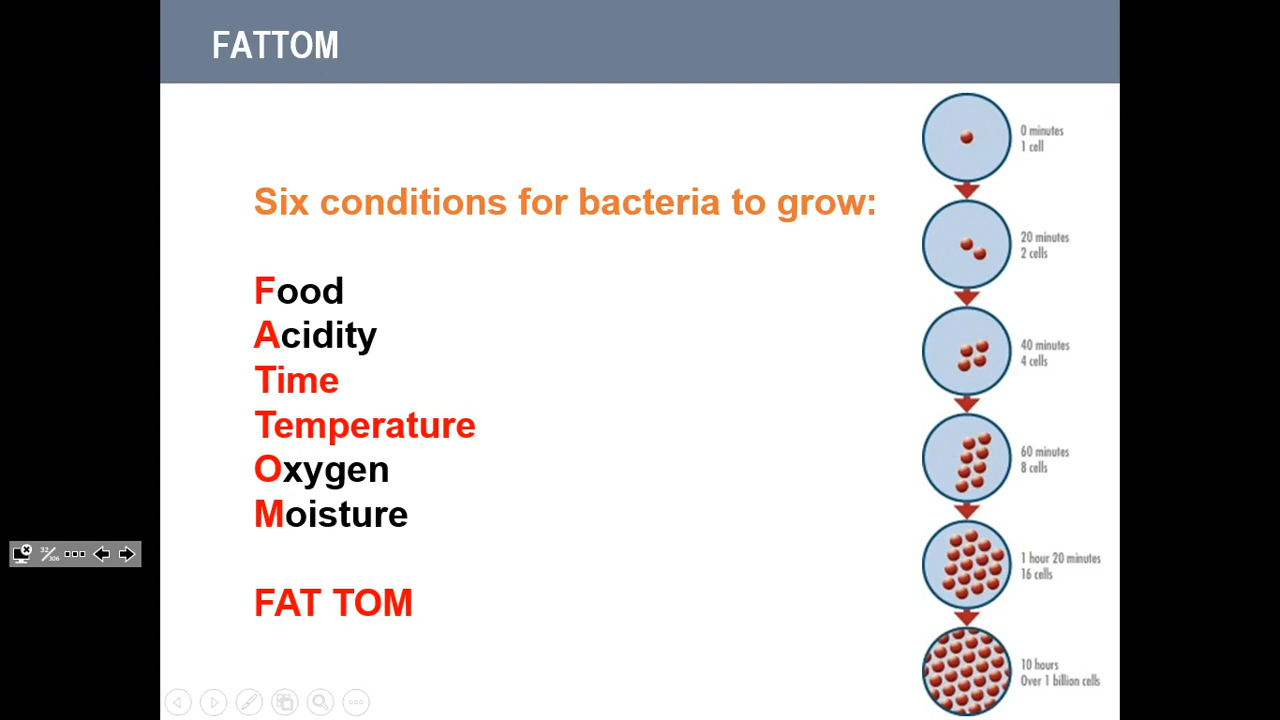 FATTOM
Six conditions for bacteria to grow:
Food
Acidity
Time
Temperature
Oxygen
Moisture
FAT TOM
0 minutes
1 cell
20 minutes
2 cells
40 minutes
4 cells
60 minutes
8 cells
1 hour 20 minutes
16 cells
10 hours
Over 1 billion cells
32/306